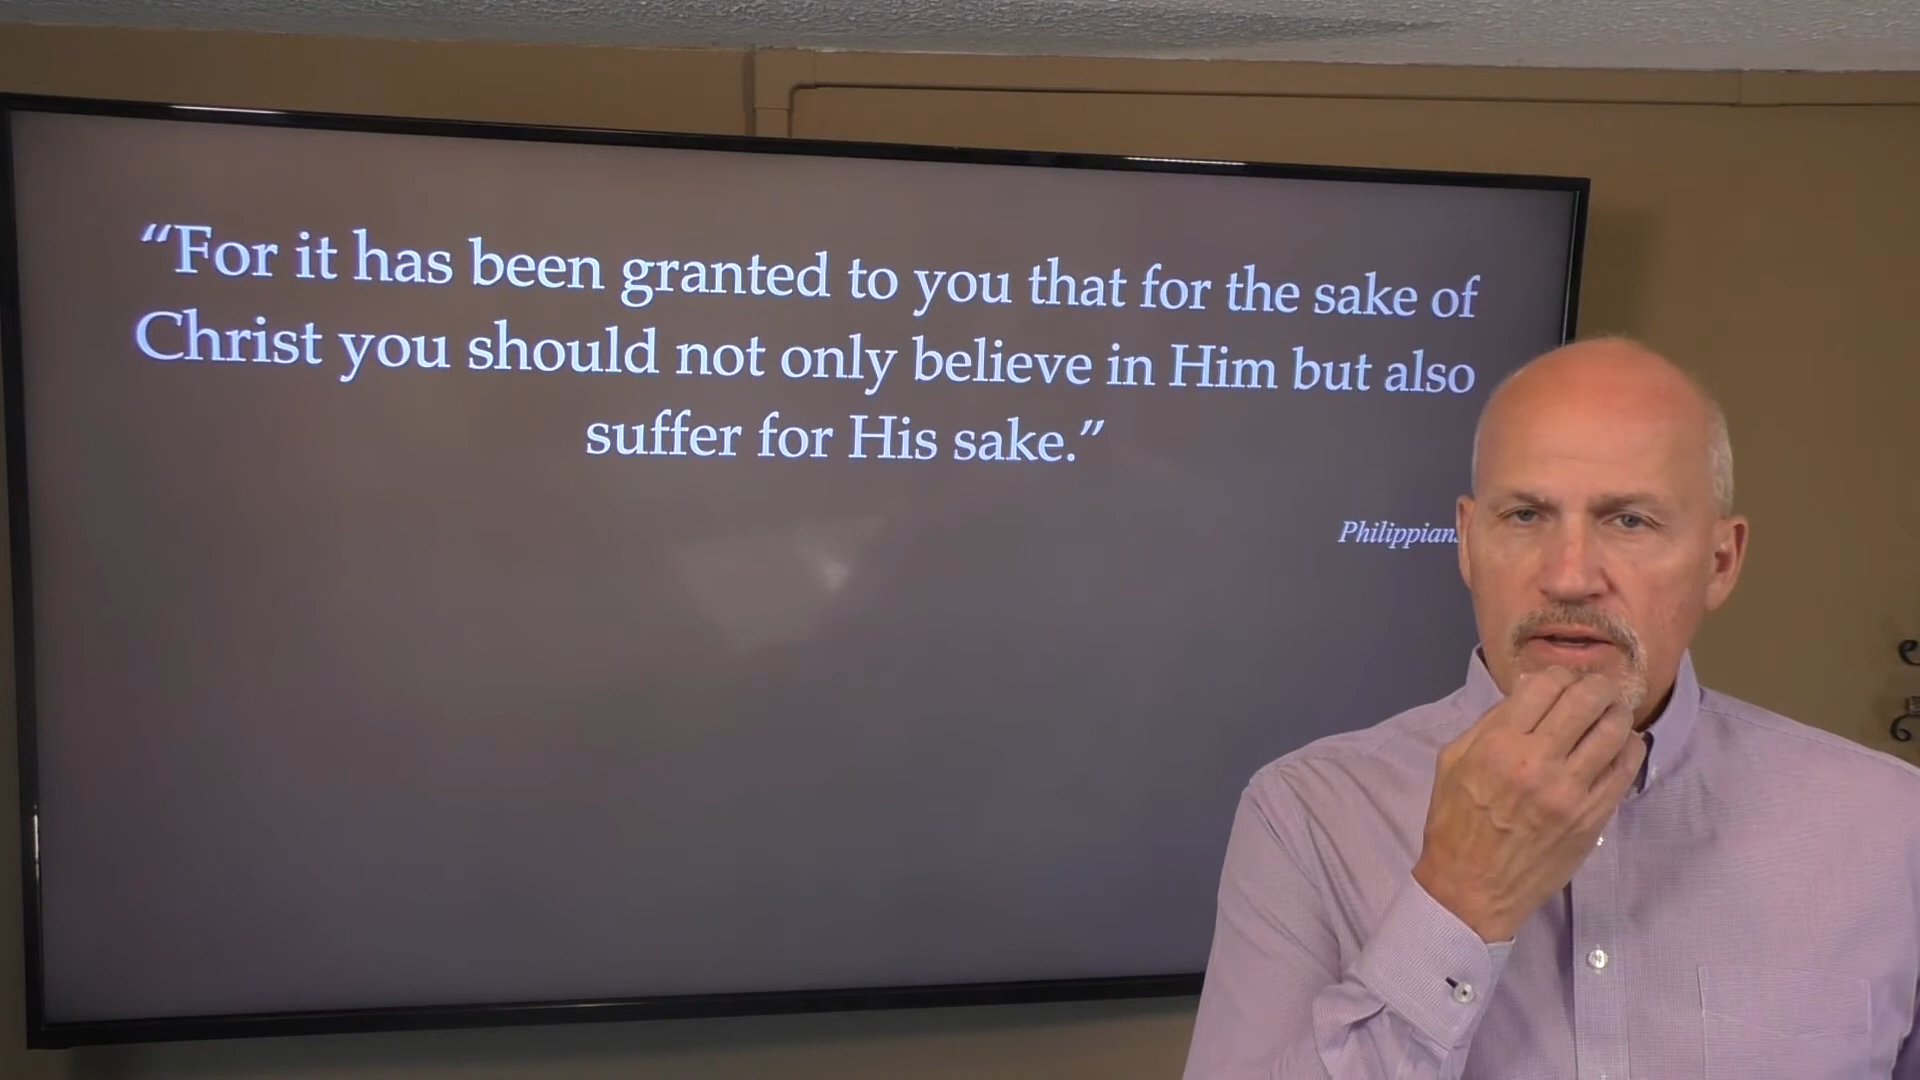 “For it has been granted to you that for the sake of
Christ you should not only believe in Him but also
suffer for His sake.”
Philippians